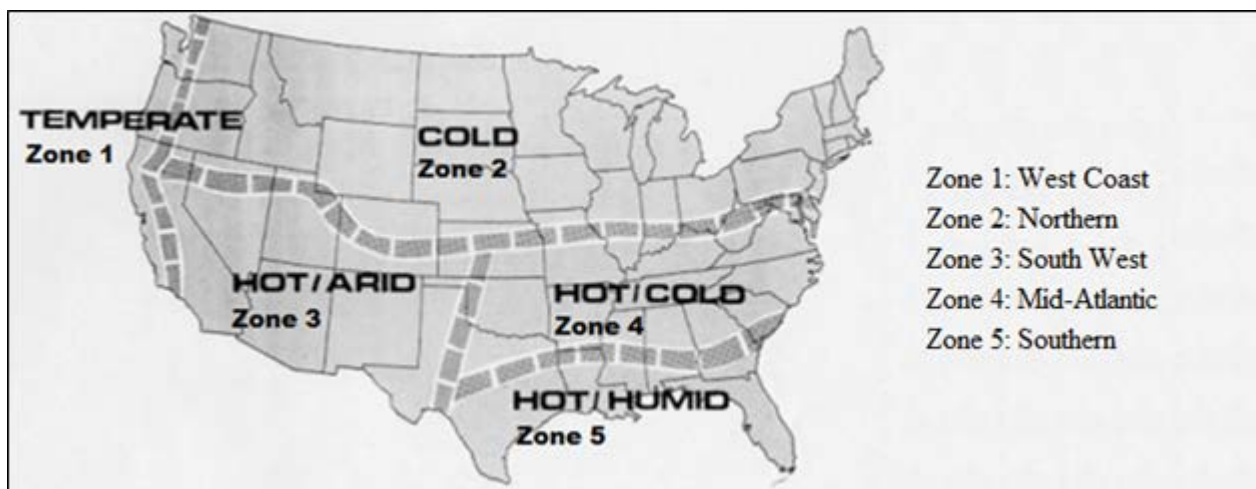 TEMPERATE
Zone 1
COLD
Zone 2
HOT/ARID
Zone 3
HOT/COLD
Zone 4
HOT/HUMID
Zone 5
Zone 1: West Coast
Zone 2: Northern
Zone 3: South West
Zone 4: Mid-Atlantic
Zone 5: Southern